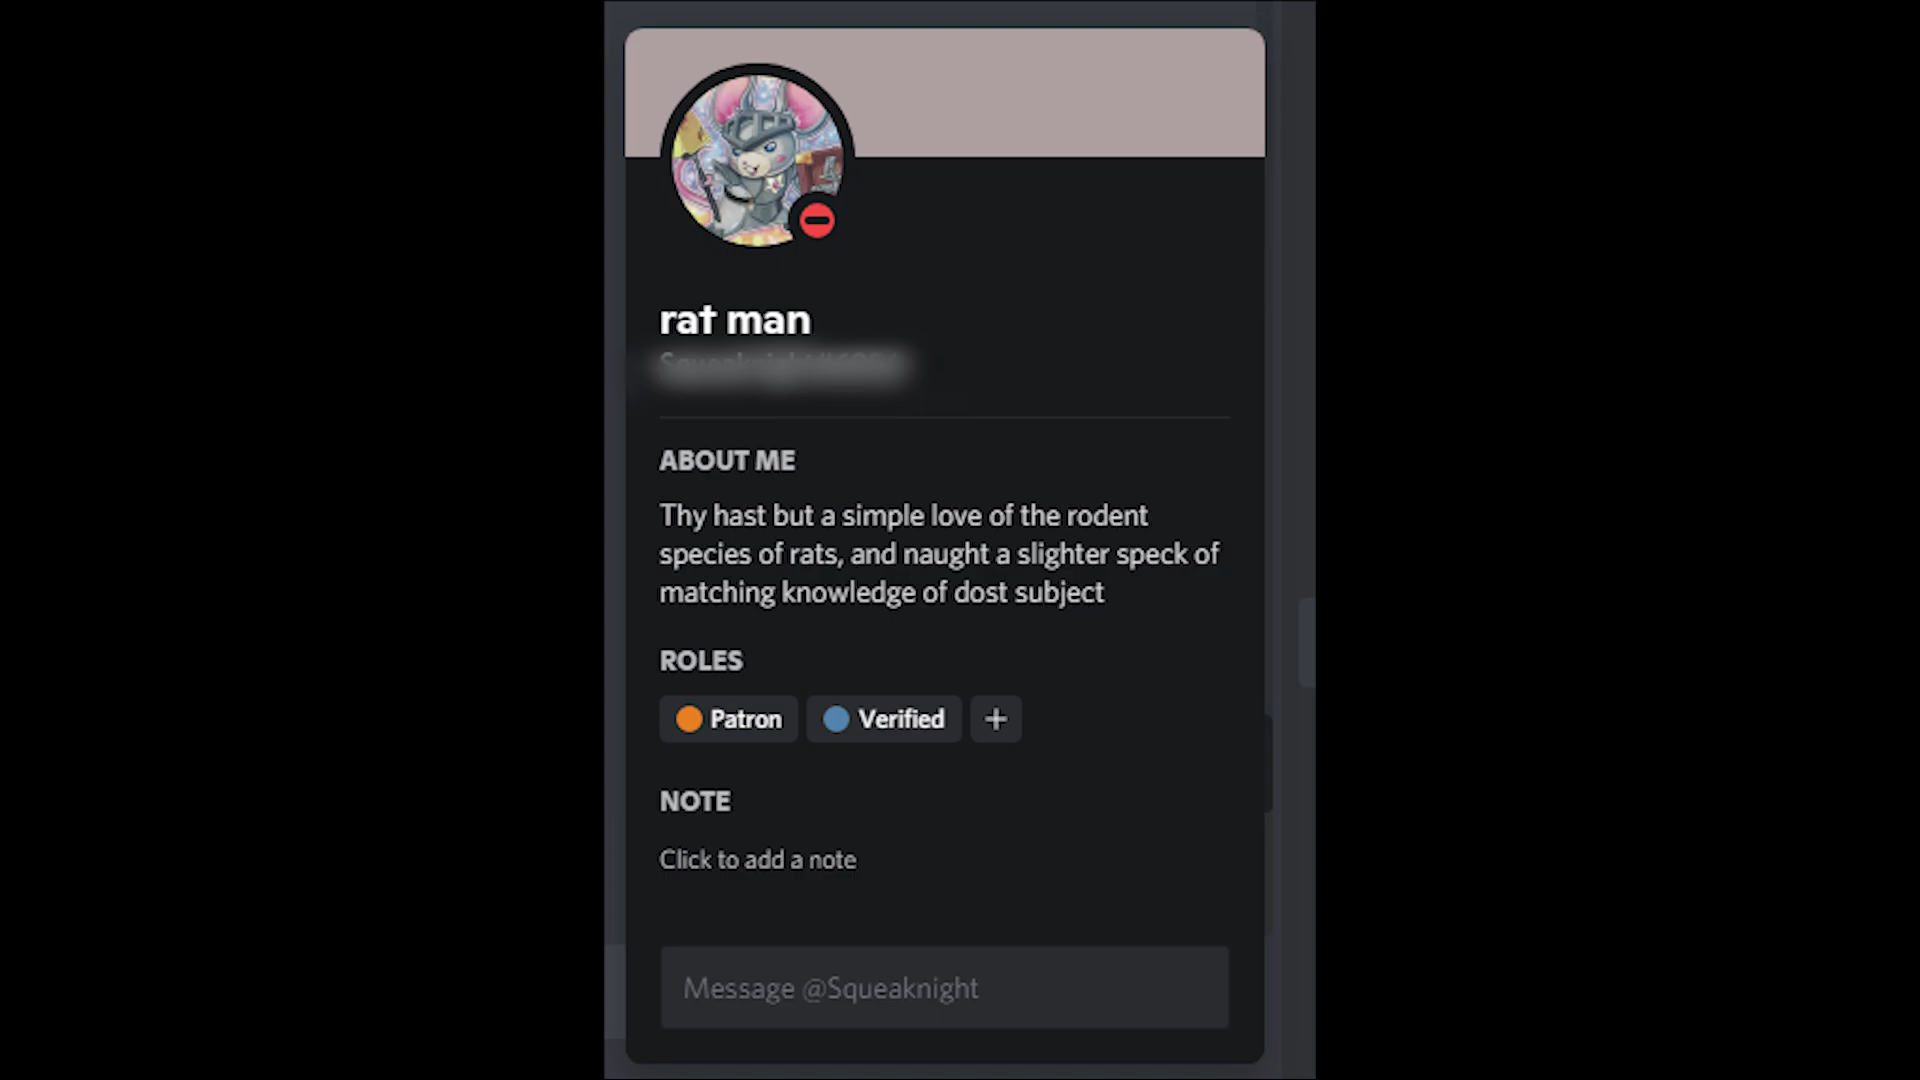 rat man
ABOUT ME
Thy hast but a simple love of the rodent
species of rats, and naught a slighter speck of
matching knowledge of dost subject
ROLES
Patron Verified +
NOTE
Click to add a note
Message @Squeaknight